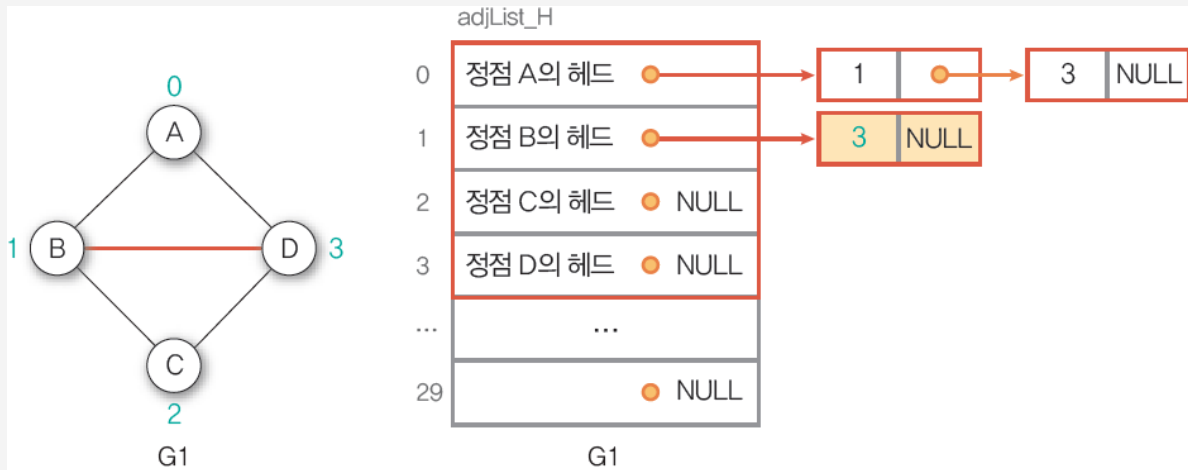 adjList_H
0
A
1
B
D
3
C
2
G1
0 정점 A의 헤드
1 3 NULL
1 정점 B의 헤드
3 NULL
2 정점 C의 헤드 NULL
3 정점 D의 헤드 NULL
... ...
29 NULL
G1